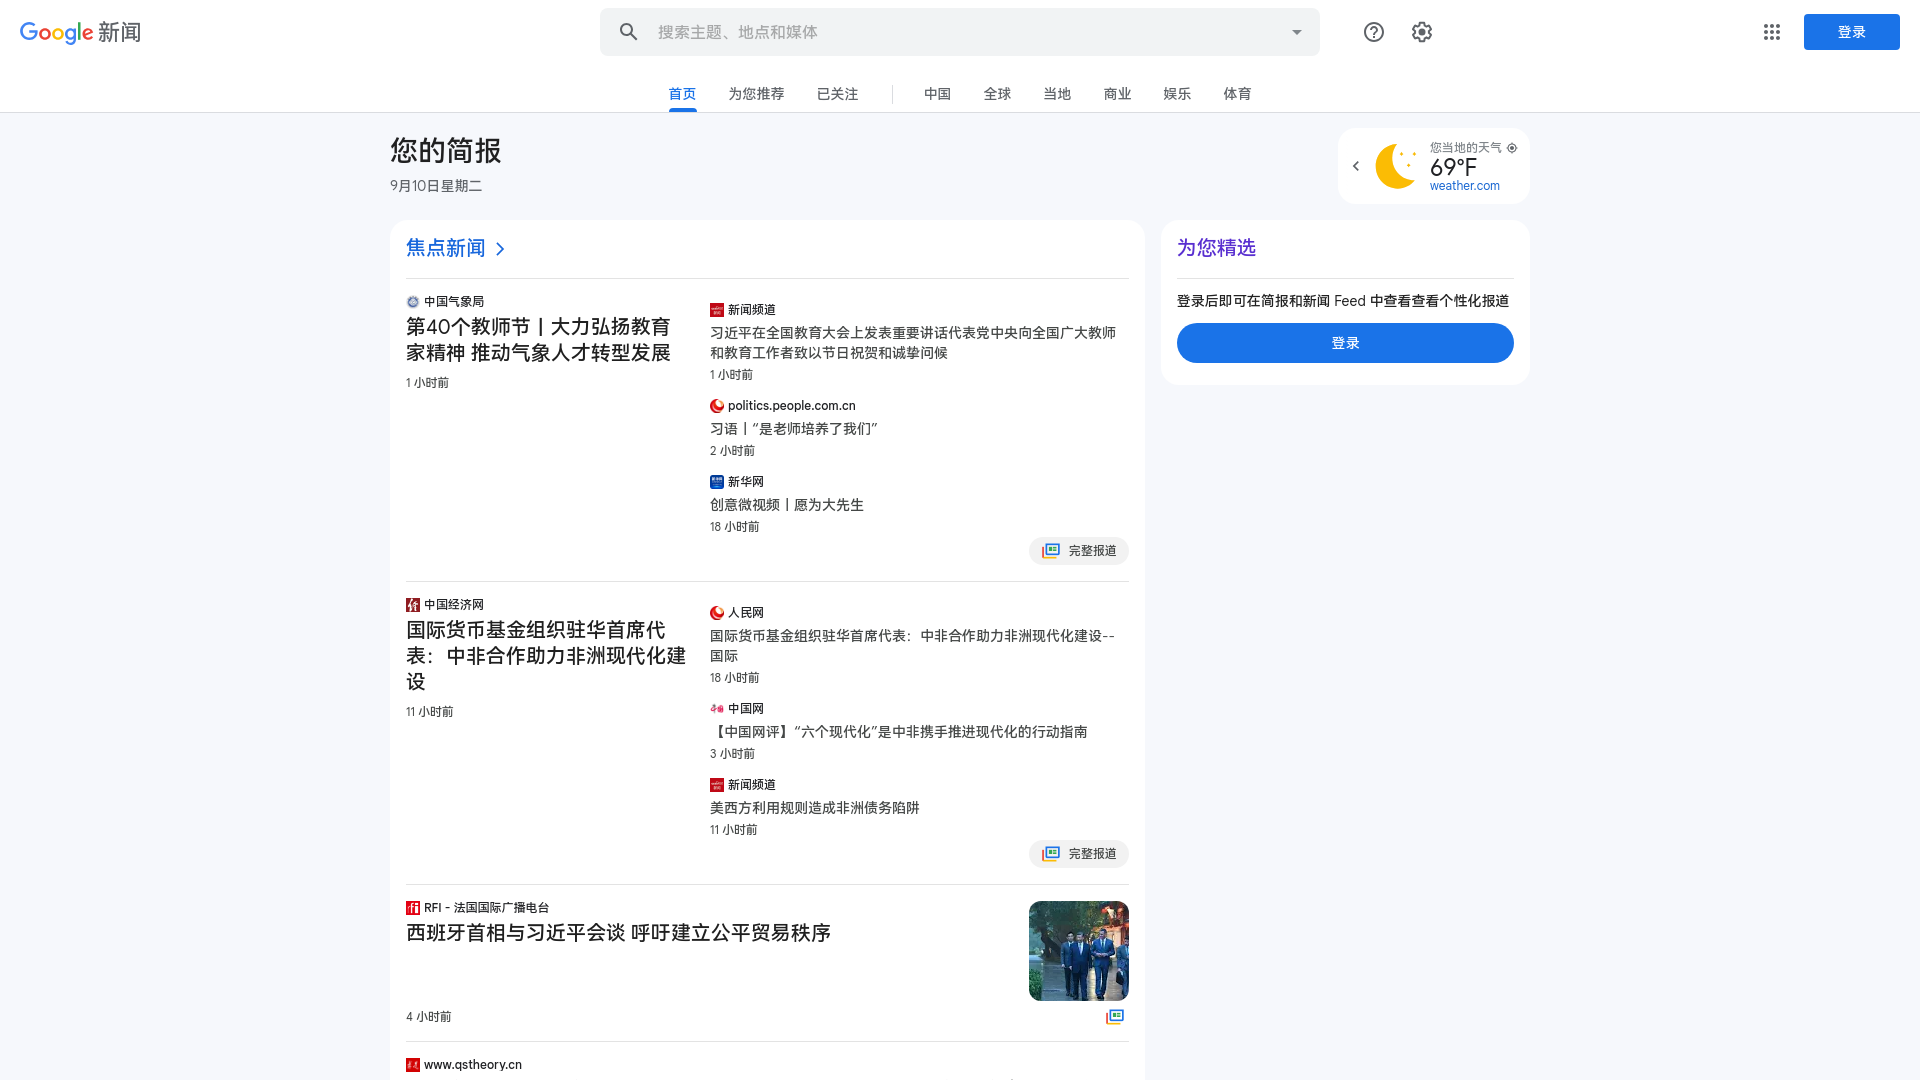 Google 新闻
搜索主题、地点和媒体
登录
首页
为您推荐
已关注
中国
全球
当地
商业
娱乐
体育
您的简报
9月10日星期二
您当地的天气
69°F
weather.com
焦点新闻
中国气象局
第40个教师节丨大力弘扬教育
家精神 推动气象人才转型发展
1 小时前
新闻频道
习近平在全国教育大会上发表重要讲话代表党中央向全国广大教师
和教育工作者致以节日祝贺和诚挚问候
1 小时前
politics.people.com.cn
习语丨“是老师培养了我们”
2 小时前
新华网
创意微视频丨愿为大先生
18 小时前
完整报道
中国经济网
国际货币基金组织驻华首席代
表：中非合作助力非洲现代化建
设
11 小时前
人民网
国际货币基金组织驻华首席代表：中非合作助力非洲现代化建设--
国际
18 小时前
中国网
【中国网评】“六个现代化”是中非携手推进现代化的行动指南
3 小时前
新闻频道
美西方利用规则造成非洲债务陷阱
11 小时前
完整报道
RFI - 法国国际广播电台
西班牙首相与习近平会谈 呼吁建立公平贸易秩序
4 小时前
www.qstheory.cn
为您精选
登录后即可在简报和新闻 Feed 中查看查看个性化报道
登录